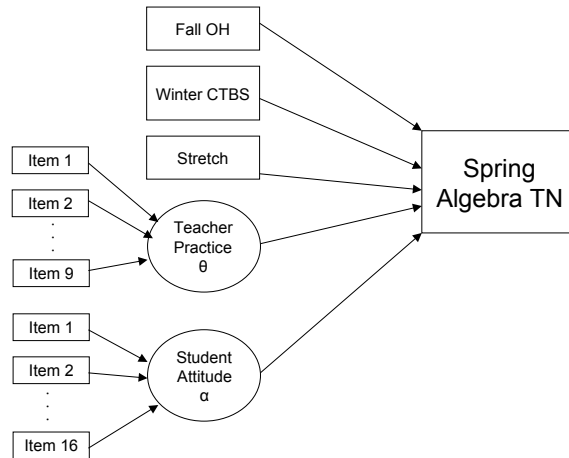 Fall OH
Winter CTBS
Stretch
Spring
Algebra TN
Item 1
Item 2
. . . .
Item 9
Teacher
Practice
θ
Item 1
Item 2
. . . .
Item 16
Student
Attitude
α